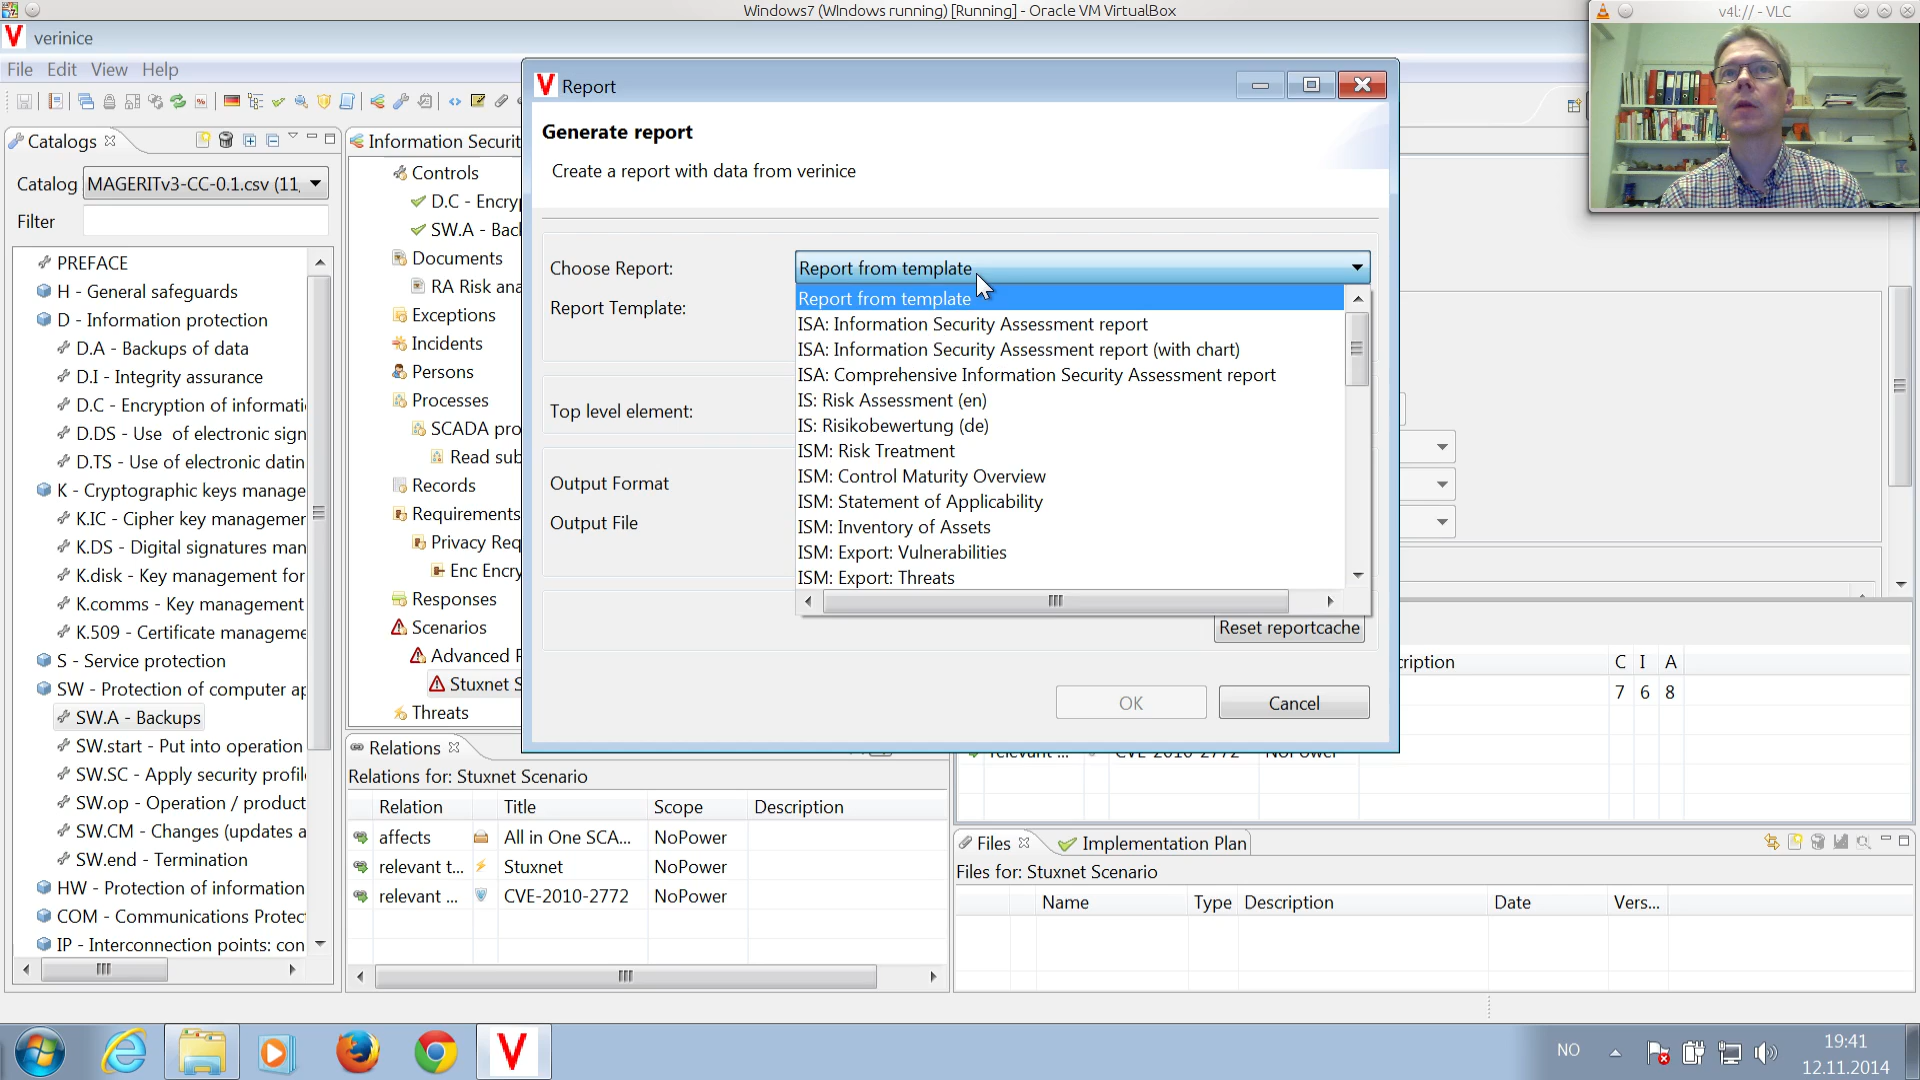 Windows7 (WIndows running) [Running] - Oracle VM VirtualBox
v4l:// - VLC
verinice
File Edit View Help
Catalogs
Catalog MAGERITv3-CC-0.1.csv (11,
Filter
PREFACE
H - General safeguards
D - Information protection
D.A - Backups of data
D.I - Integrity assurance
D.C - Encryption of informati
D.DS - Use of electronic sign
D.TS - Use of electronic datin
K - Cryptographic keys manage
K.IC - Cipher key managemer
K.DS - Digital signatures man
K.disk - Key management for
K.comms - Key management
K.509 - Certificate manageme
S - Service protection
SW - Protection of computer ap
SW.A - Backups
SW.start - Put into operation
SW.SC - Apply security profil
SW.op - Operation / product
SW.CM - Changes (updates a
SW.end - Termination
HW - Protection of information
COM - Communications Protec
IP - Interconnection points: con
Information Securit
Controls
D.C - Encry
SW.A - Bac
Documents
RA Risk ana
Exceptions
Incidents
Persons
Processes
SCADA pro
Read sub
Records
Requirements
Privacy Req
Enc Encry
Responses
Scenarios
Advanced P
Stuxnet S
Threats
Report
Generate report
Create a report with data from verinice
Choose Report: Report from template
Report Template:
Top level element:
Output Format
Output File
Report from template
ISA: Information Security Assessment report
ISA: Information Security Assessment report (with chart)
ISA: Comprehensive Information Security Assessment report
IS: Risk Assessment (en)
IS: Risikobewertung (de)
ISM: Risk Treatment
ISM: Control Maturity Overview
ISM: Statement of Applicability
ISM: Inventory of Assets
ISM: Export: Vulnerabilities
ISM: Export: Threats
Reset reportcache
OK Cancel
Relations
Relations for: Stuxnet Scenario
Relation Title Scope Description
affects All in One SCA... NoPower
relevant t... Stuxnet NoPower
relevant ... CVE-2010-2772 NoPower
cription C I A
7 6 8
relevant ... CVE-2010-2772 NoPower
Files Implementation Plan
Files for: Stuxnet Scenario
Name Type Description Date Vers...
NO
19:41
12.11.2014